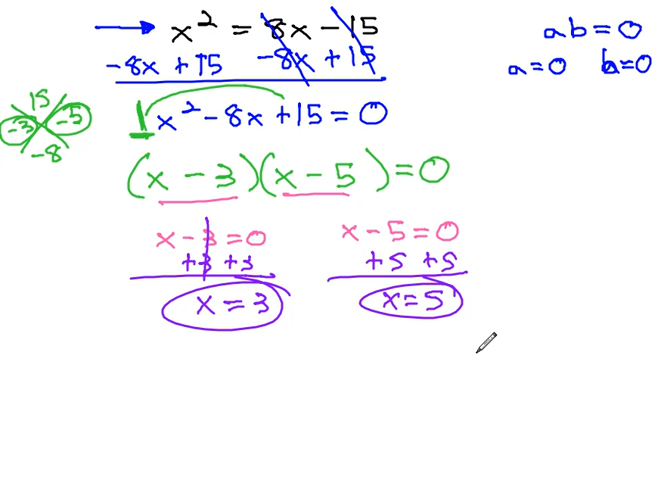 x² = 8x - 15
ab = 0
-8x + 15 -8x + 15
a = 0 b = 0
1x² - 8x + 15 = 0
15
-3 -5
-8
(x - 3)(x - 5) = 0
x - 3 = 0 x - 5 = 0
+3 +3 +5 +5
x = 3 x = 5